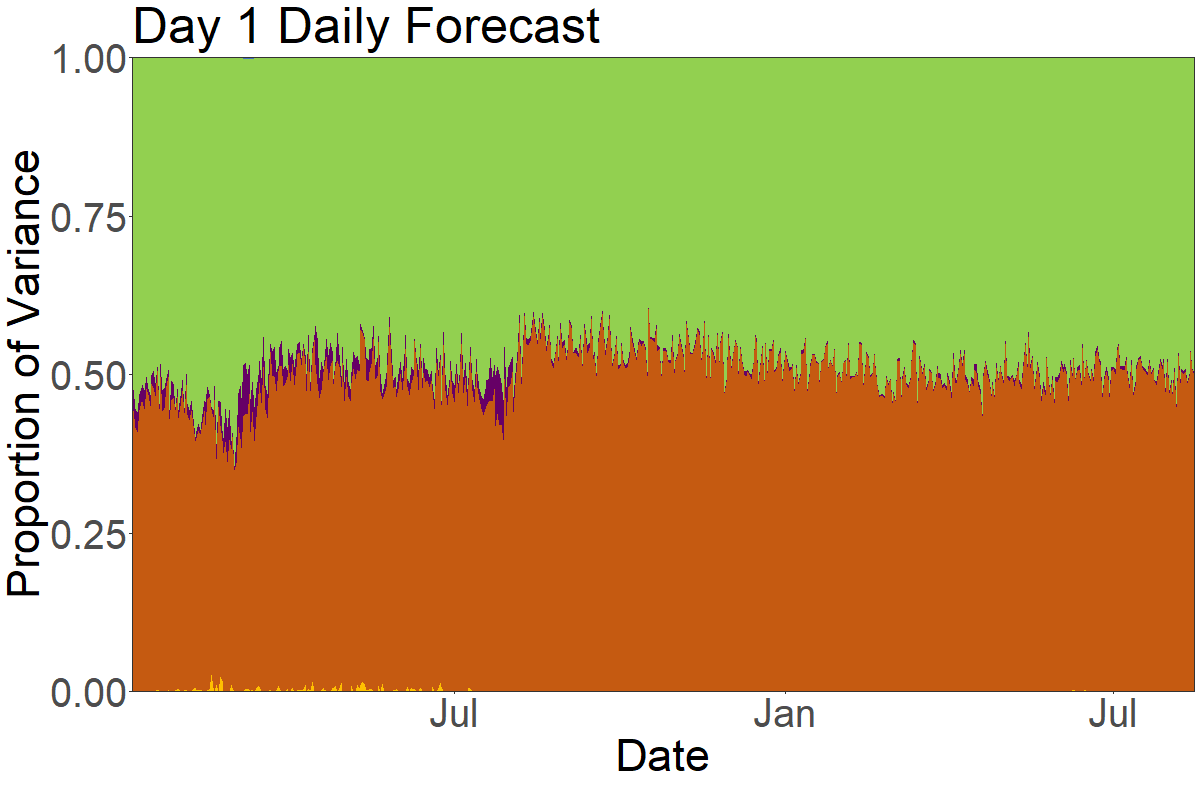 Day 1 Daily Forecast
Proportion of Variance
1.00
0.75
0.50
0.25
0.00
Jul
Jan
Jul
Date